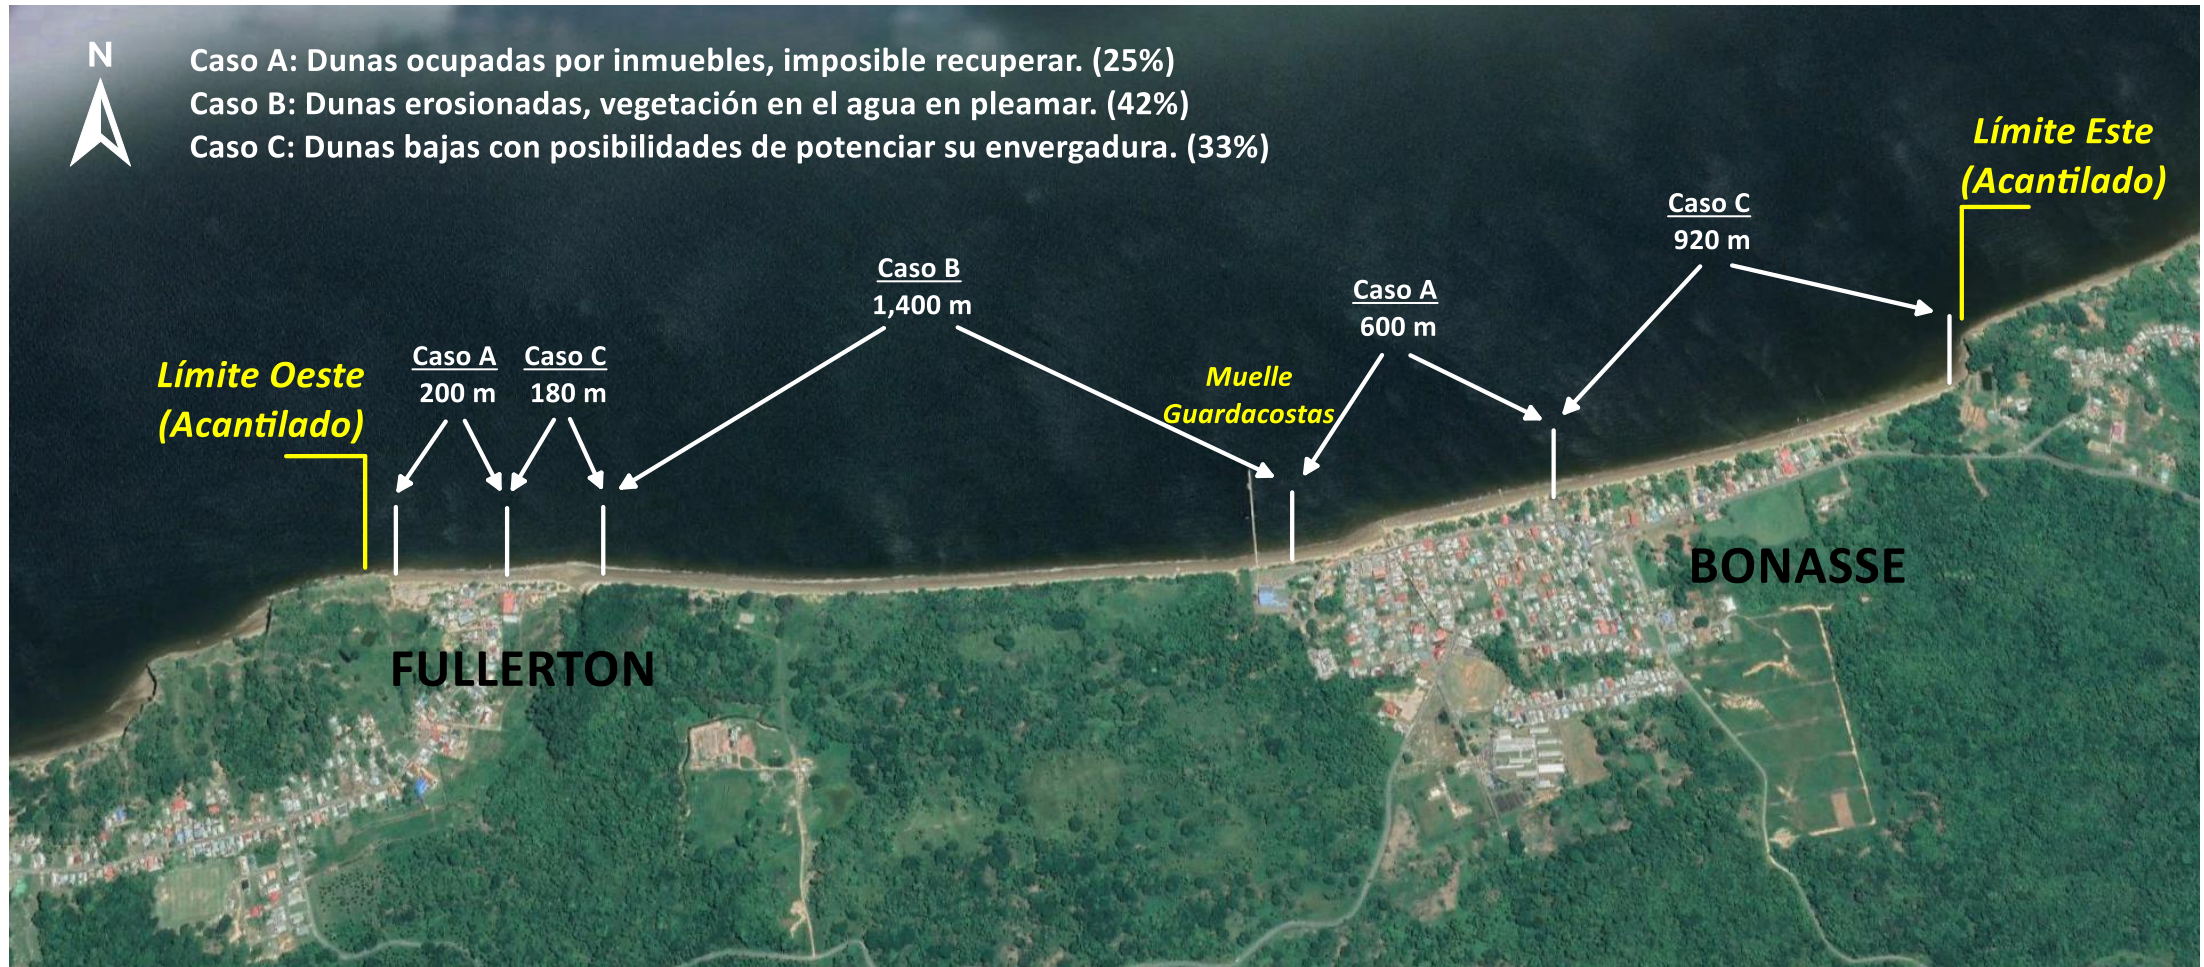 N
Caso A: Dunas ocupadas por inmuebles, imposible recuperar. (25%)
Caso B: Dunas erosionadas, vegetación en el agua en pleamar. (42%)
Caso C: Dunas bajas con posibilidades de potenciar su envergadura. (33%)
Límite Este
(Acantilado)
Caso C
920 m
Caso B
1,400 m
Caso A
600 m
Muelle
Guardacostas
Caso A
200 m
Caso C
180 m
Límite Oeste
(Acantilado)
BONASSE
FULLERTON